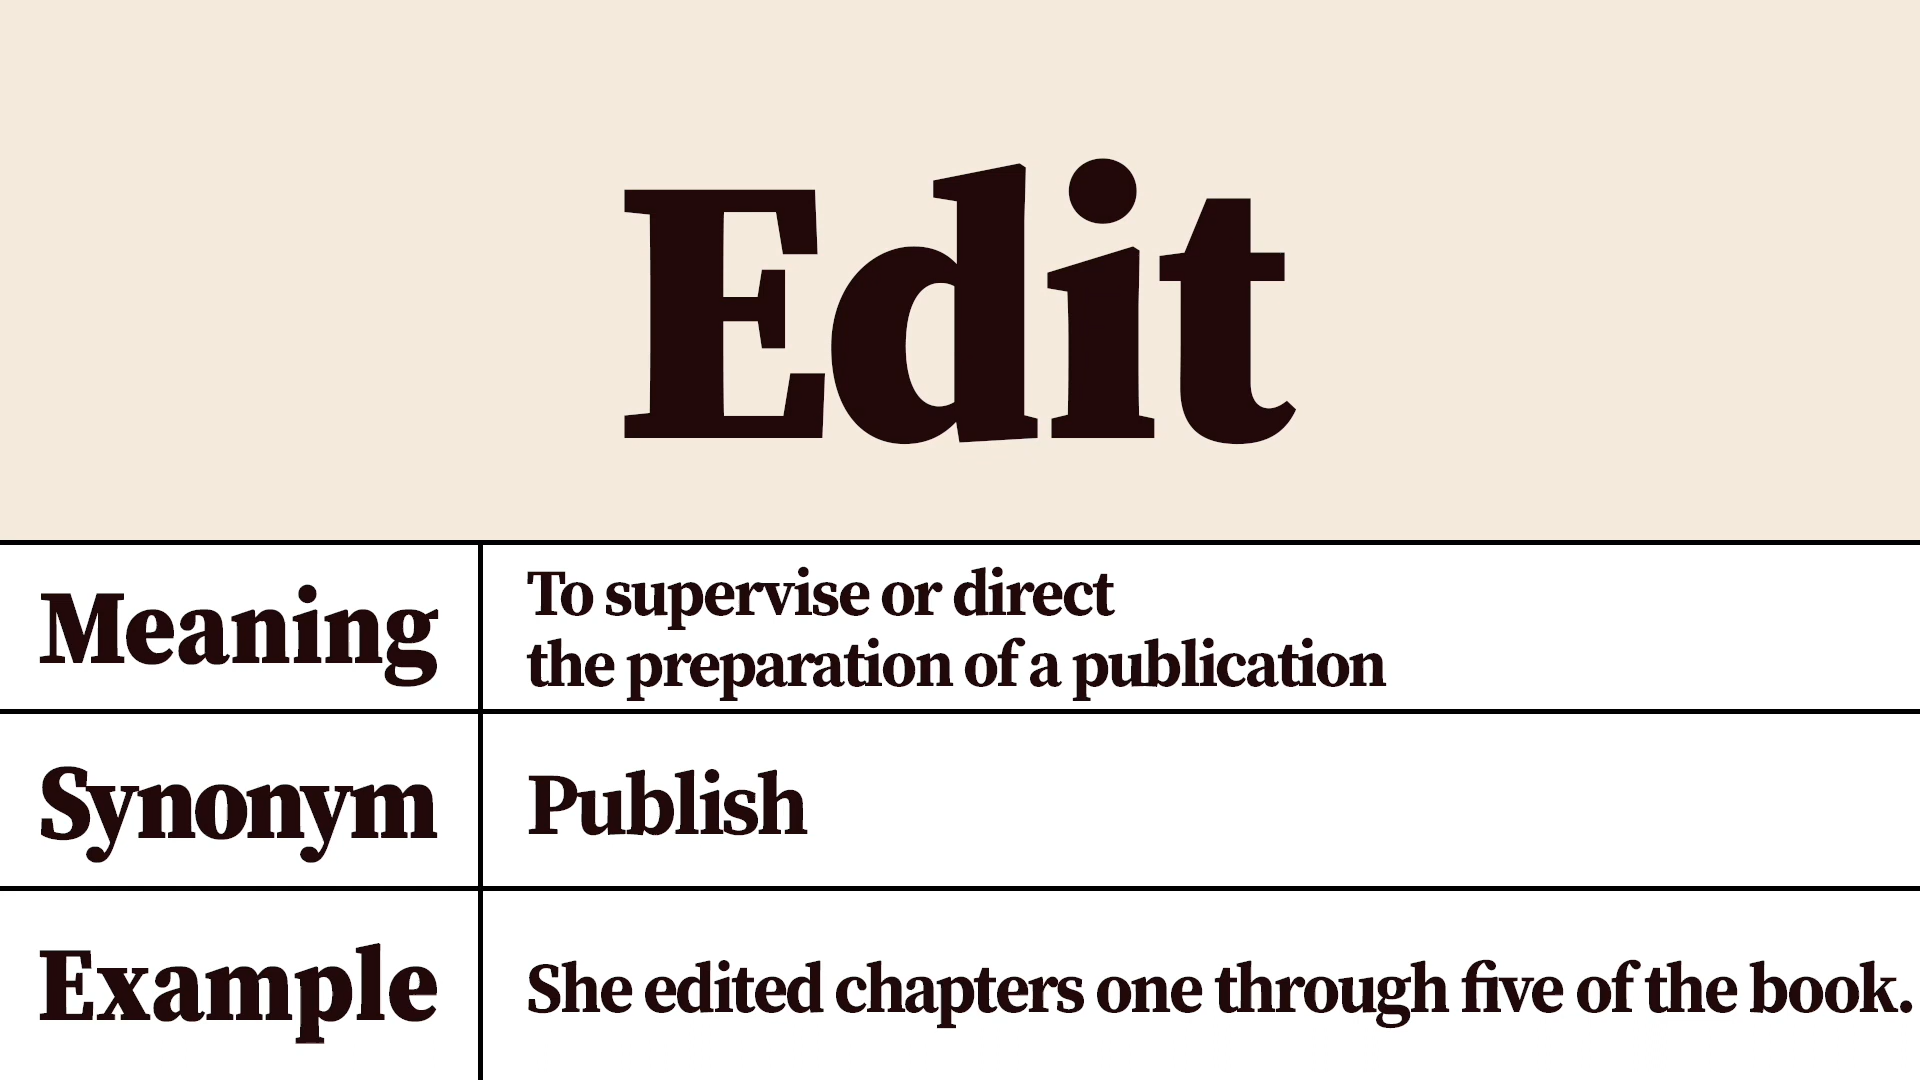 Edit
Meaning
To supervise or direct
the preparation of a publication
Synonym
Publish
Example
She edited chapters one through five of the book.